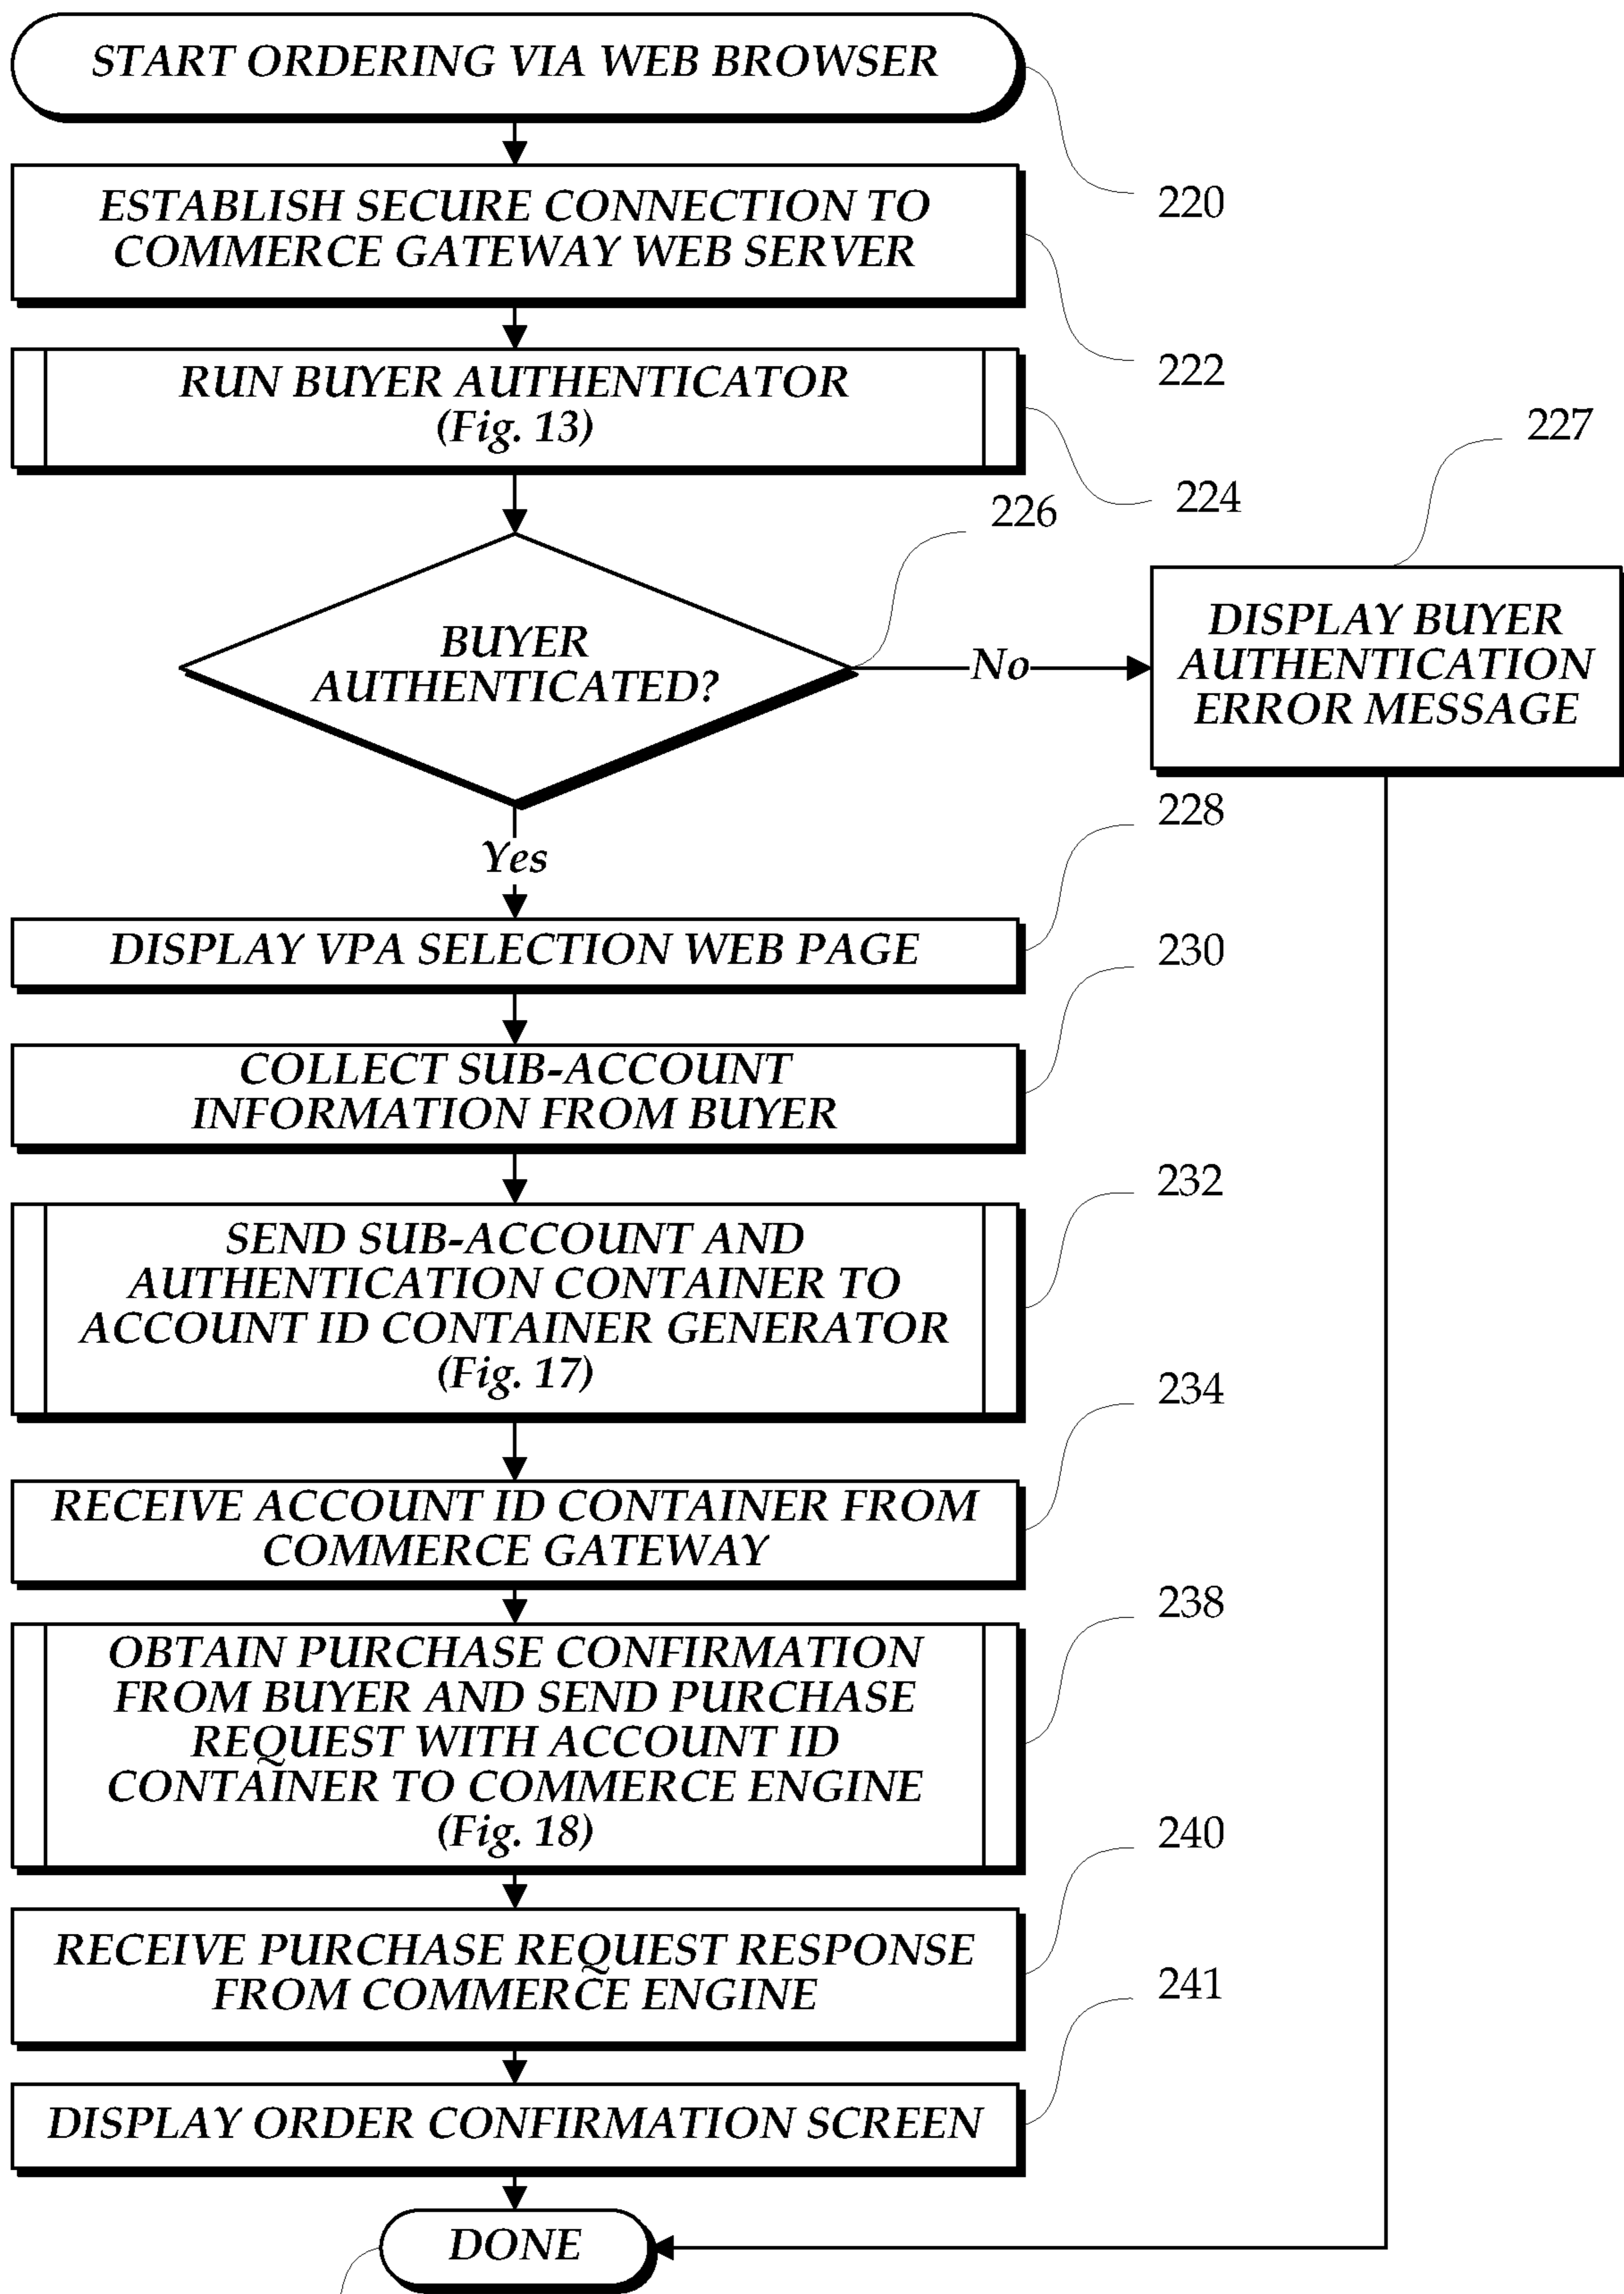 START ORDERING VIA WEB BROWSER
220
ESTABLISH SECURE CONNECTION TO
COMMERCE GATEWAY WEB SERVER
222
RUN BUYER AUTHENTICATOR
(Fig. 13)
224
226
227
BUYER
AUTHENTICATED?
No
DISPLAY BUYER
AUTHENTICATION
ERROR MESSAGE
Yes
228
DISPLAY VPA SELECTION WEB PAGE
230
COLLECT SUB-ACCOUNT
INFORMATION FROM BUYER
232
SEND SUB-ACCOUNT AND
AUTHENTICATION CONTAINER TO
ACCOUNT ID CONTAINER GENERATOR
(Fig. 17)
234
RECEIVE ACCOUNT ID CONTAINER FROM
COMMERCE GATEWAY
238
OBTAIN PURCHASE CONFIRMATION
FROM BUYER AND SEND PURCHASE
REQUEST WITH ACCOUNT ID
CONTAINER TO COMMERCE ENGINE
(Fig. 18)
240
RECEIVE PURCHASE REQUEST RESPONSE
FROM COMMERCE ENGINE
241
DISPLAY ORDER CONFIRMATION SCREEN
DONE